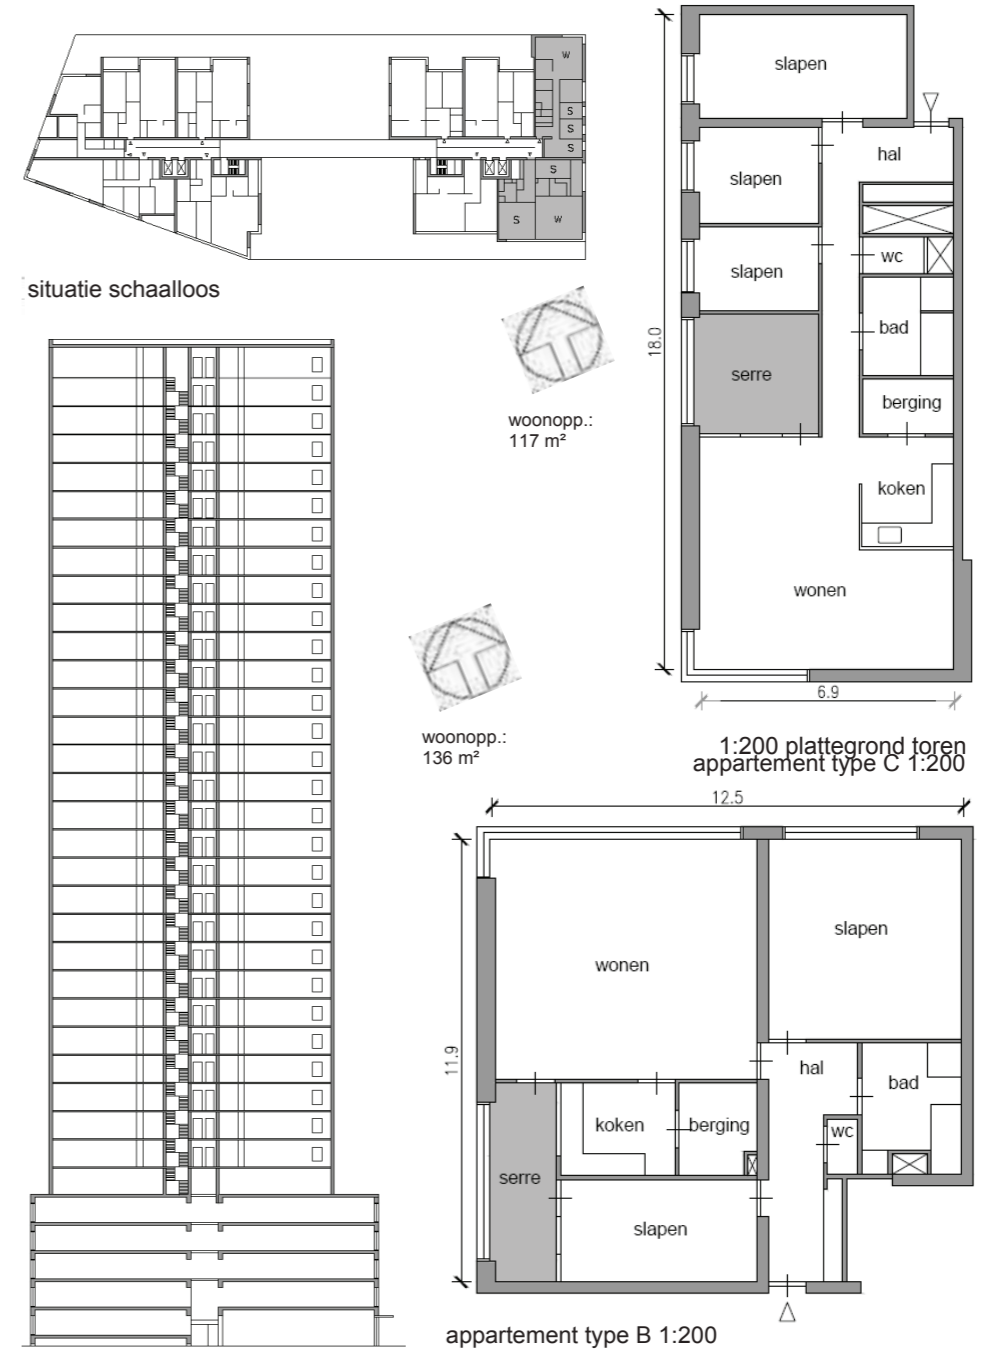 W
S
S
S
S
S
W
situatie schaalloos
woonopp.:
117 m²
slapen
hal
slapen
slapen
wc
serre
bad
berging
koken
wonen
18.0
6.9
1:200 plattegrond toren
appartement type C 1:200
woonopp.:
136 m²
12.5
11.9
wonen
slapen
hal
bad
koken
berging
wc
serre
slapen
appartement type B 1:200